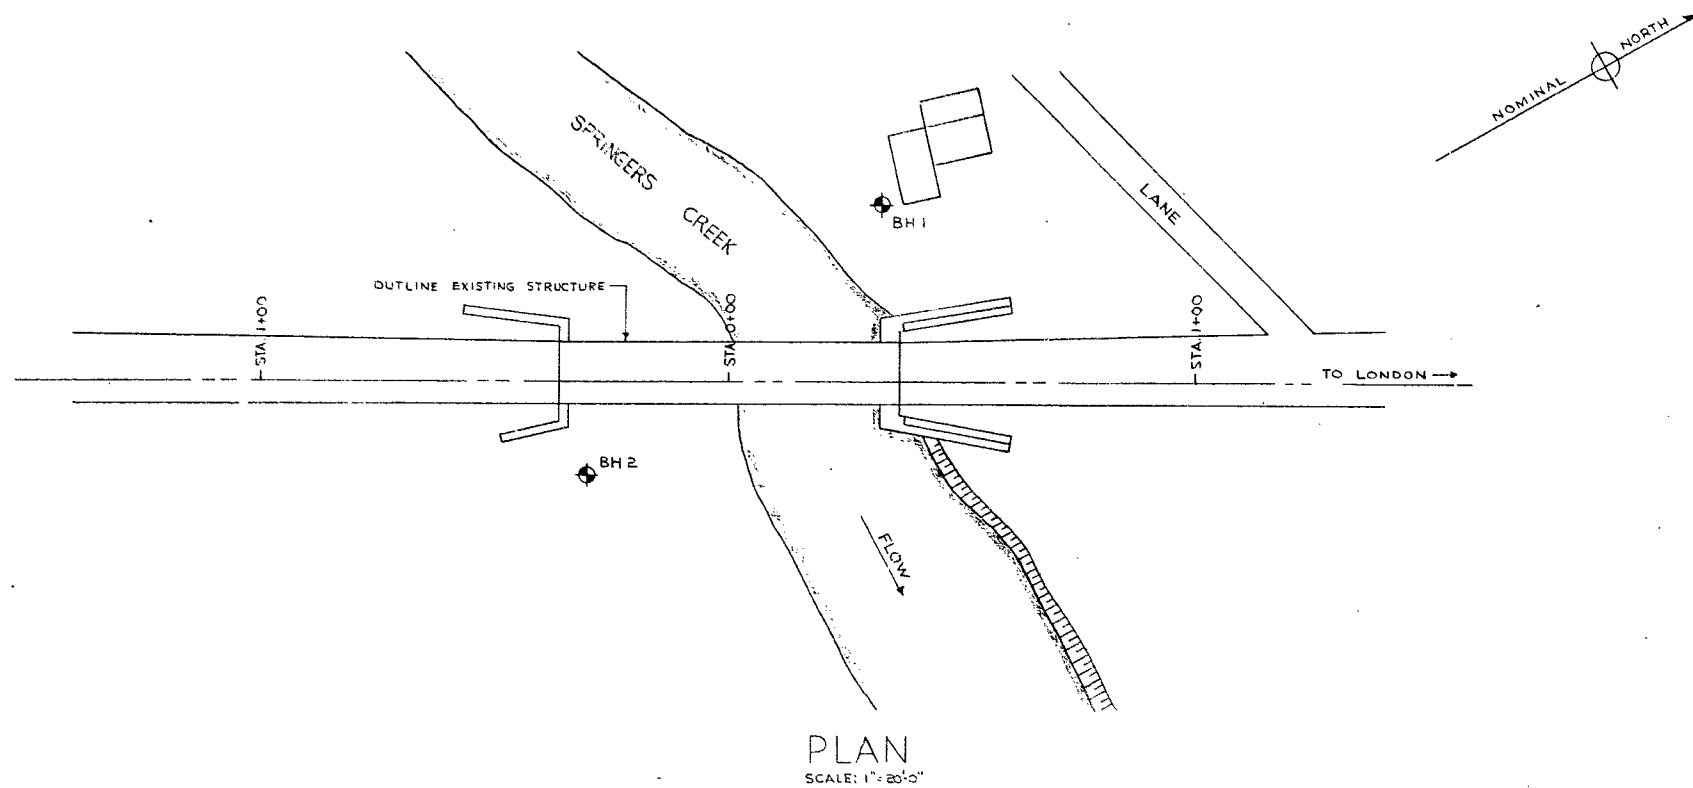 NOMINAL NORTH
SPRINGERS
CREEK
LANE
BH 1
OUTLINE EXISTING STRUCTURE
STA. 1+00
STA. 0+00
STA. 1+00
TO LONDON
BH 2
FLOW
PLAN
SCALE: 1"=20'-0"